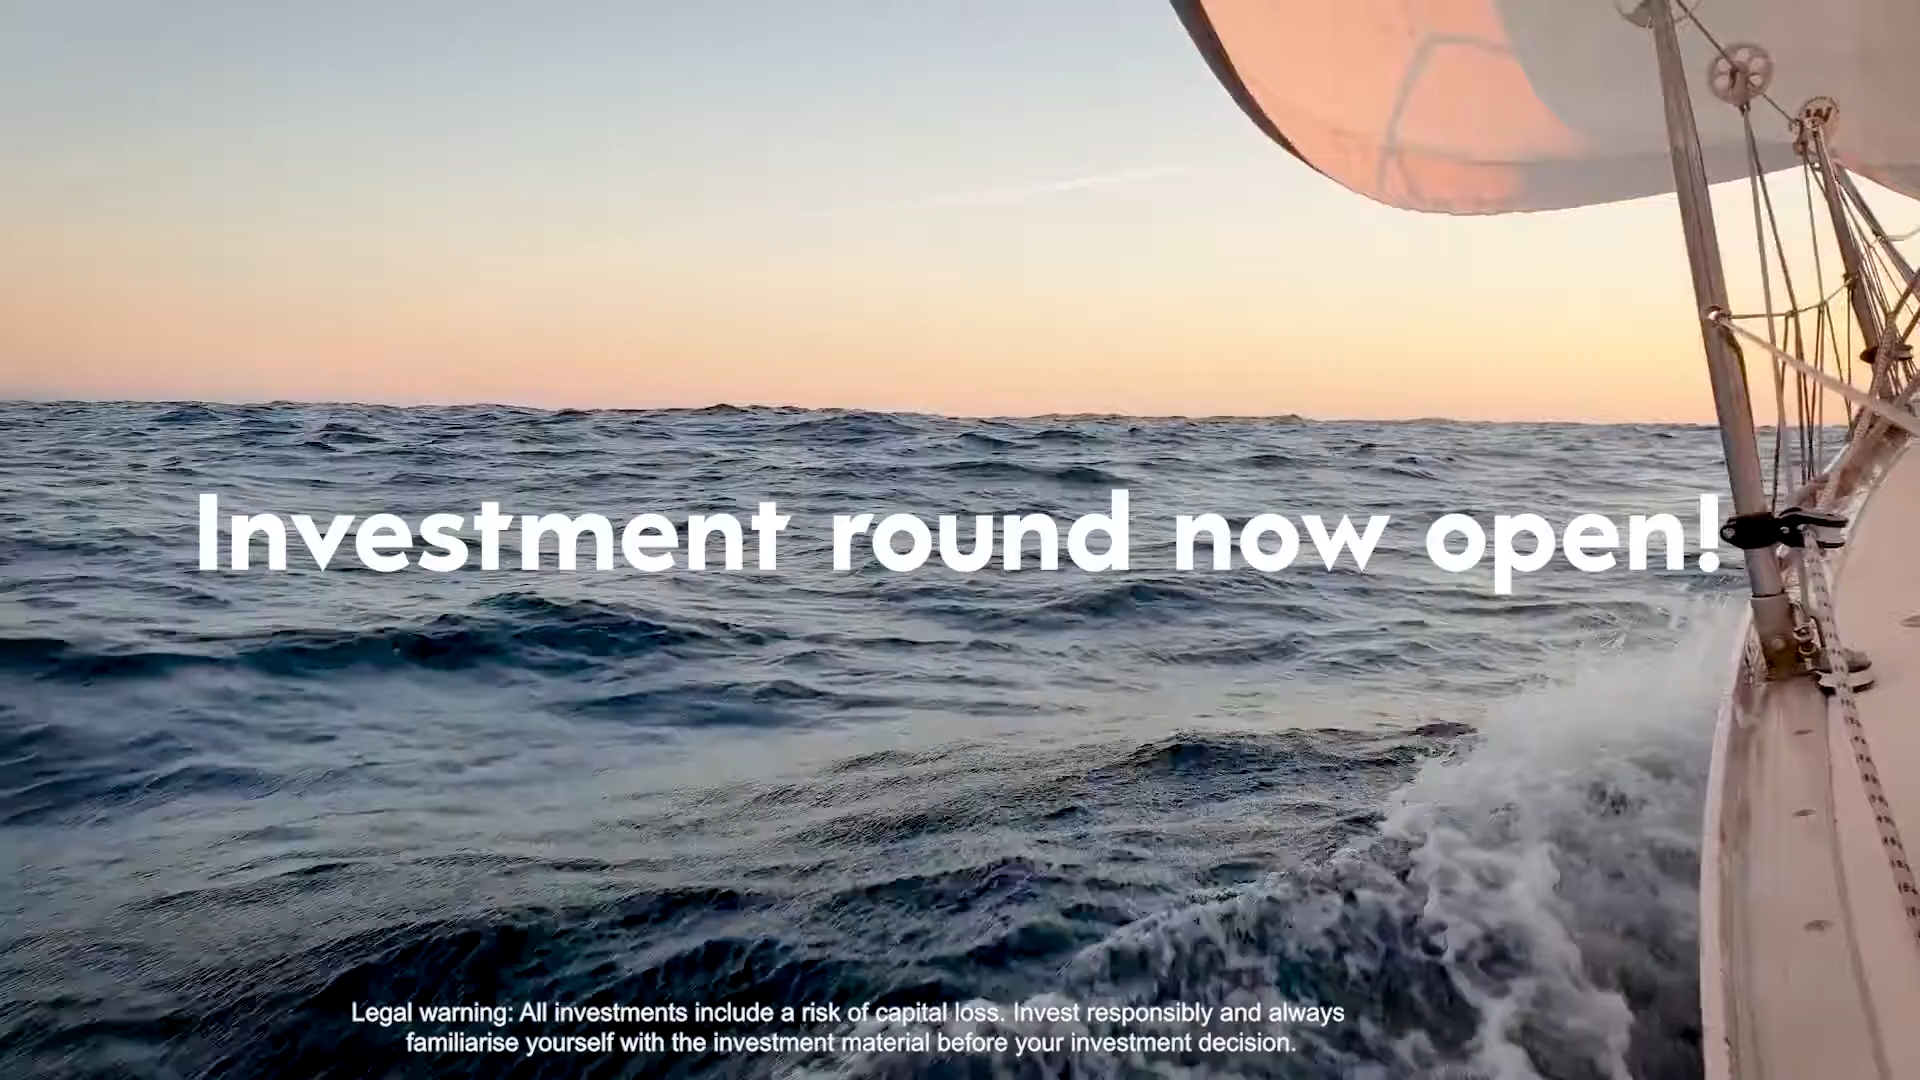 Investment round now open!
Legal warning: All investments include a risk of capital loss. Invest responsibly and always
familiarise yourself with the investment material before your investment decision.